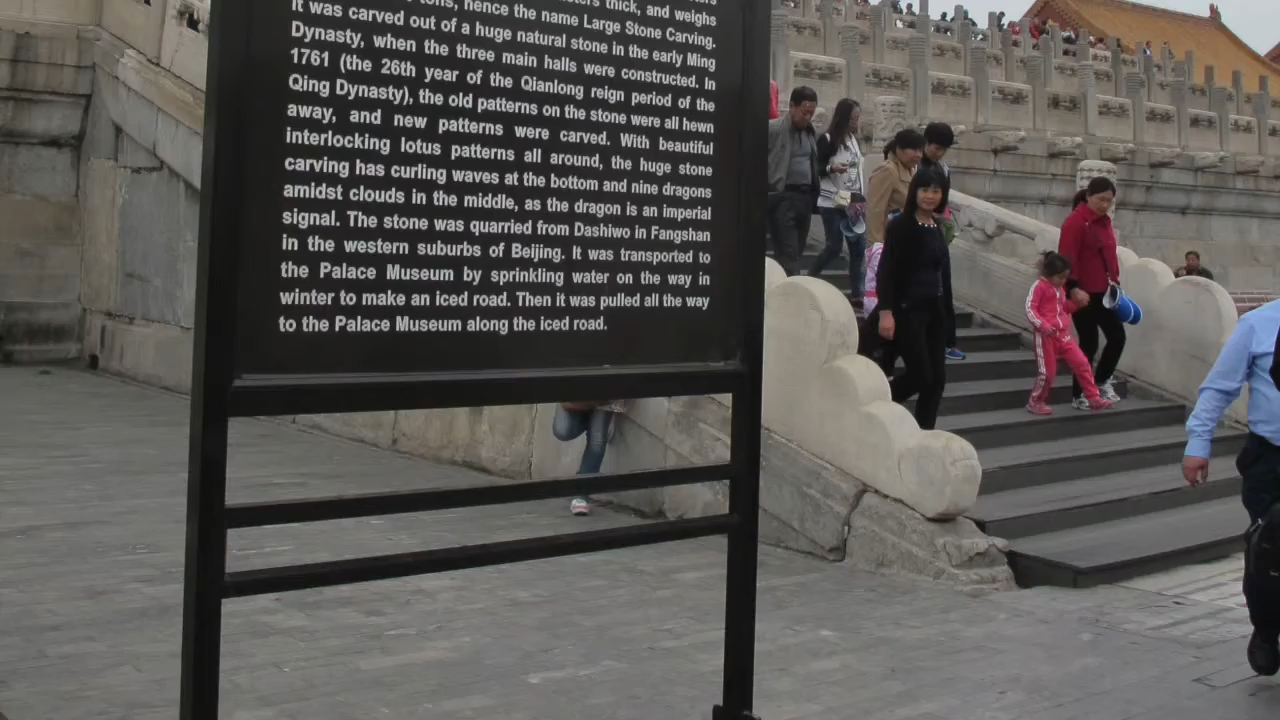 thick, and weighs
tons, hence the name Large Stone Carving.
It was carved out of a huge natural stone in the early Ming
Dynasty, when the three main halls were constructed. In
1761 (the 26th year of the Qianlong reign period of the
Qing Dynasty), the old patterns on the stone were all hewn
away, and new patterns were carved. With beautiful
interlocking lotus patterns all around, the huge stone
carving has curling waves at the bottom and nine dragons
amidst clouds in the middle, as the dragon is an imperial
signal. The stone was quarried from Dashiwo in Fangshan
in the western suburbs of Beijing. It was transported to
the Palace Museum by sprinkling water on the way in
winter to make an iced road. Then it was pulled all the way
to the Palace Museum along the iced road.